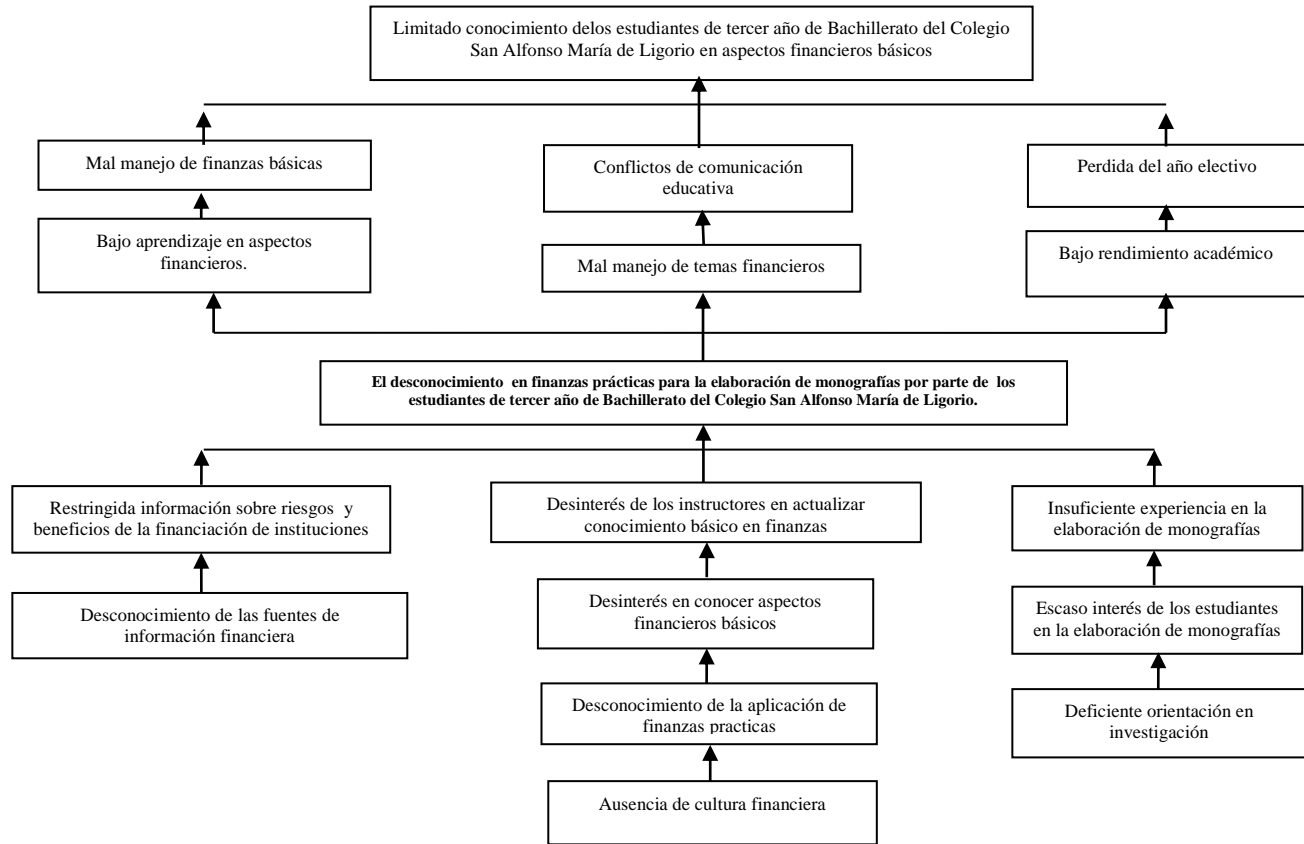 Limitado conocimiento delos estudiantes de tercer año de Bachillerato del Colegio
San Alfonso María de Ligorio en aspectos financieros básicos
Mal manejo de finanzas básicas
Conflictos de comunicación
educativa
Perdida del año electivo
Bajo aprendizaje en aspectos
financieros.
Mal manejo de temas financieros
Bajo rendimiento académico
El desconocimiento en finanzas prácticas para la elaboración de monografías por parte de los
estudiantes de tercer año de Bachillerato del Colegio San Alfonso María de Ligorio.
Restringida información sobre riesgos y
beneficios de la financiación de instituciones
Desinterés de los instructores en actualizar
conocimiento básico en finanzas
Insuficiente experiencia en la
elaboración de monografías
Desconocimiento de las fuentes de
información financiera
Desinterés en conocer aspectos
financieros básicos
Escaso interés de los estudiantes
en la elaboración de monografías
Desconocimiento de la aplicación de
finanzas practicas
Deficiente orientación en
investigación
Ausencia de cultura financiera